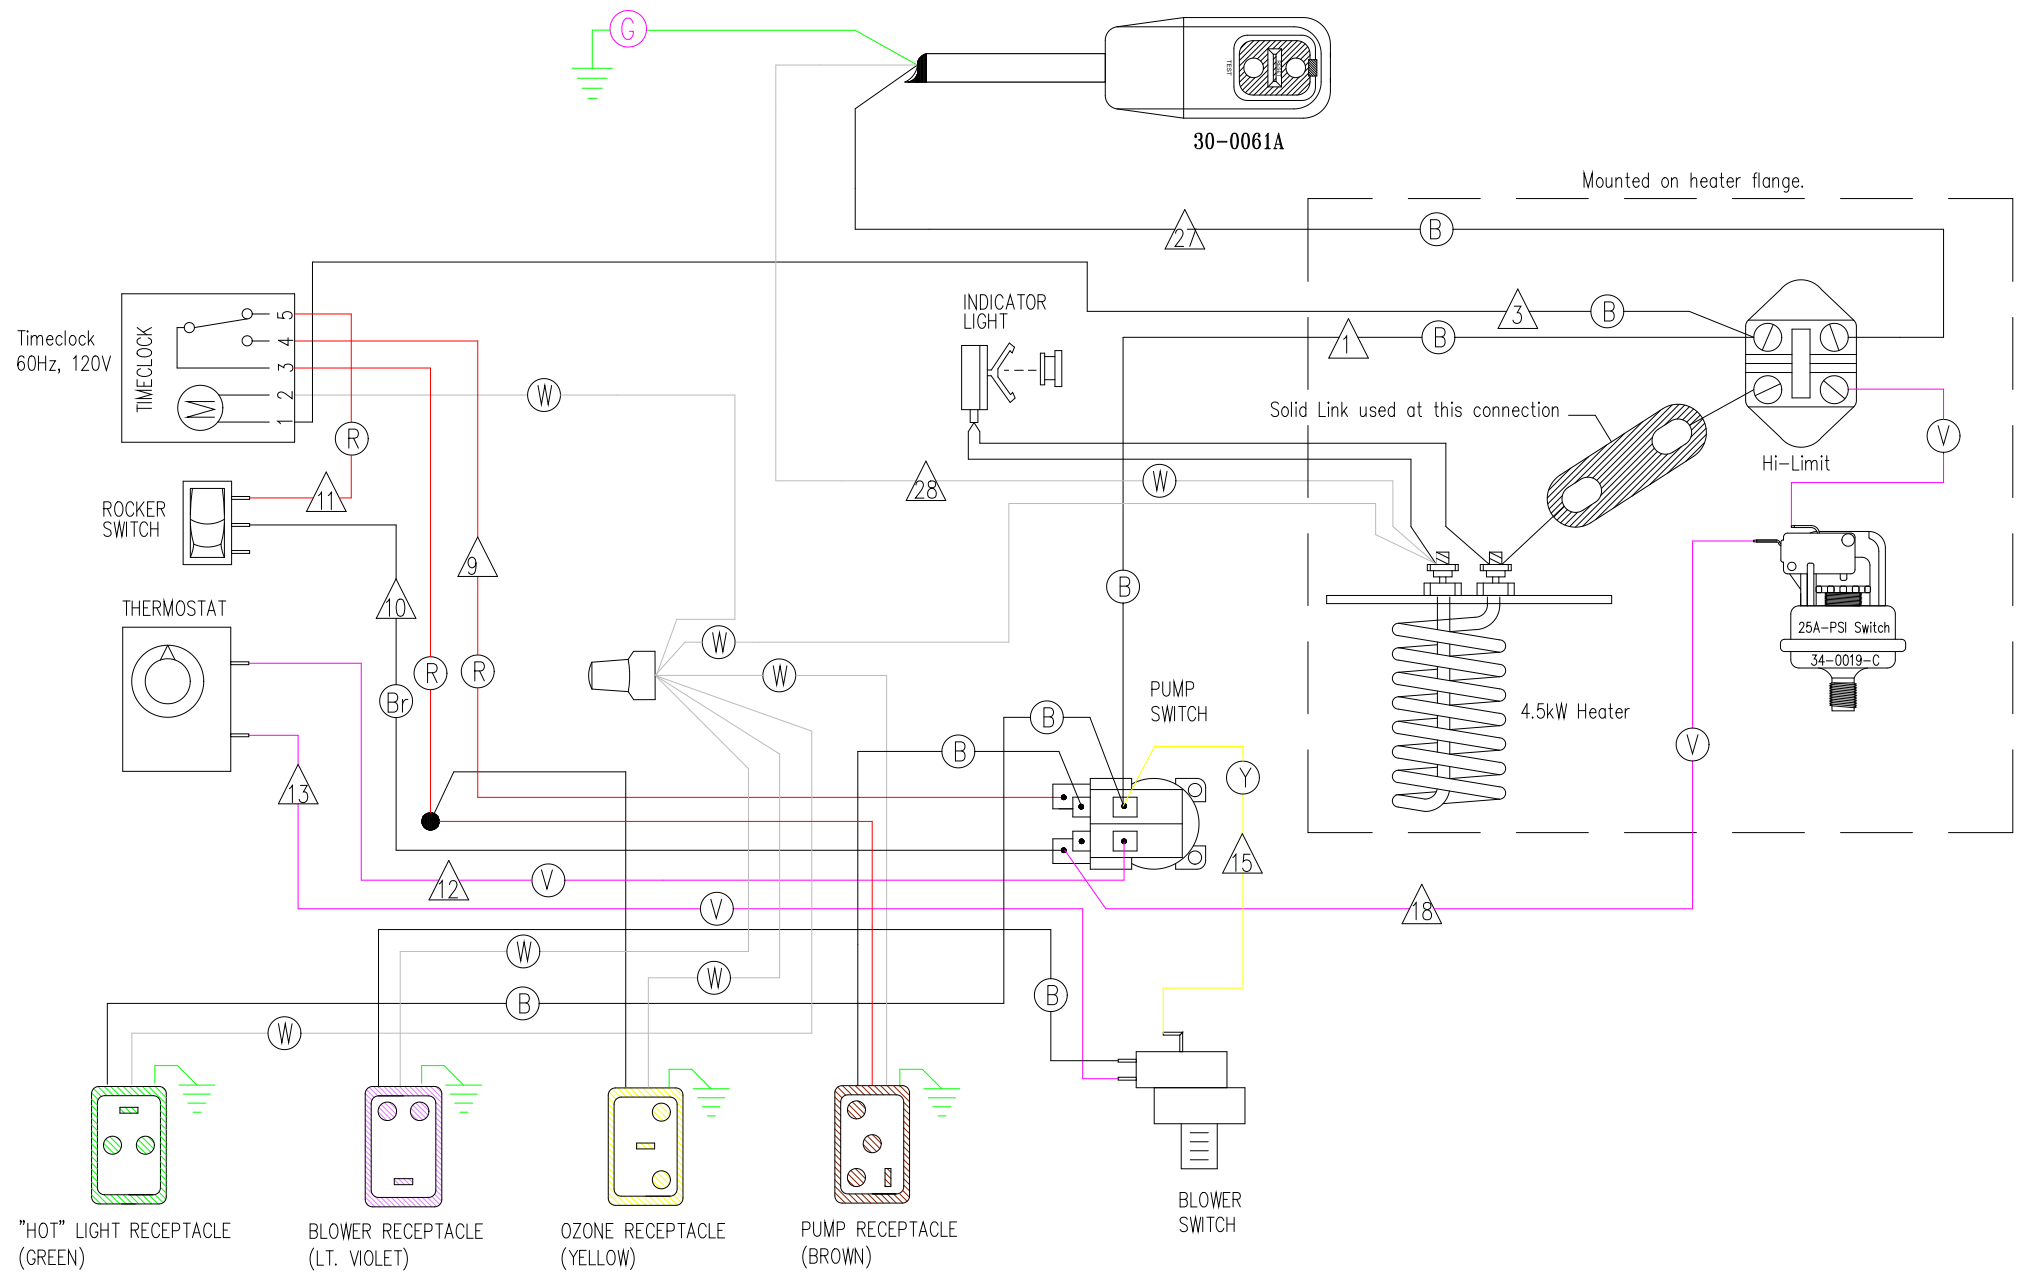 G
TEST
30-0061A
Mounted on heater flange.
27
B
INDICATOR
LIGHT
3
B
1
B
Timeclock
60Hz, 120V
TIMECLOCK
M
5
4
3
2
1
W
R
Solid Link used at this connection
V
Hi-Limit
28
W
ROCKER
SWITCH
11
9
10
B
THERMOSTAT
25A-PSI Switch
34-0019-C
W
W
R
R
Br
PUMP
SWITCH
4.5kW Heater
B
B
V
Y
13
15
12
V
V
18
W
W
B
B
W
"HOT" LIGHT RECEPTACLE
(GREEN)
BLOWER RECEPTACLE
(LT. VIOLET)
OZONE RECEPTACLE
(YELLOW)
PUMP RECEPTACLE
(BROWN)
BLOWER
SWITCH